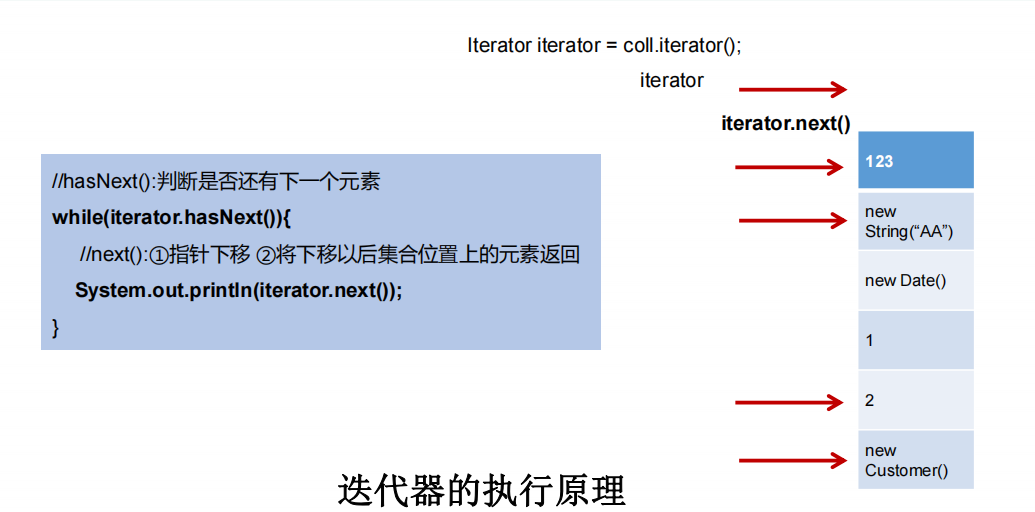 Iterator iterator = coll.iterator();
iterator
iterator.next()
//hasNext():判断是否还有下一个元素
while(iterator.hasNext()){
//next():①指针下移 ②将下移以后集合位置上的元素返回
System.out.println(iterator.next());
}
123
new
String(“AA”)
new Date()
1
2
new
Customer()
迭代器的执行原理